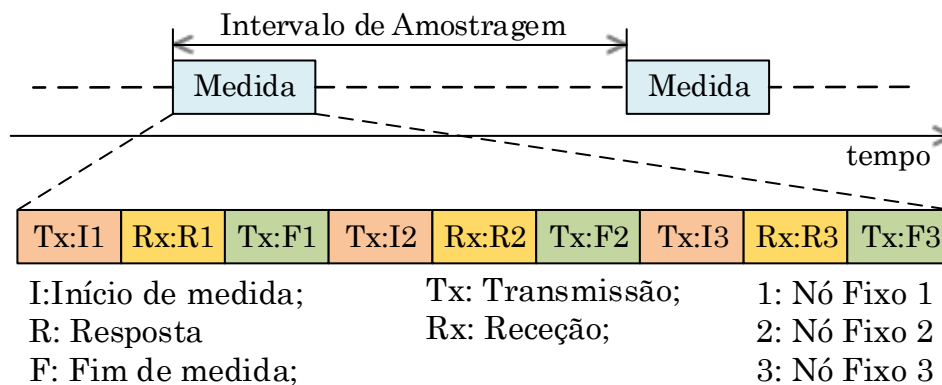 Intervalo de Amostragem
Medida Medida
tempo
Tx:I1 Rx:R1 Tx:F1 Tx:I2 Rx:R2 Tx:F2 Tx:I3 Rx:R3 Tx:F3
I:Início de medida; Tx: Transmissão; 1: Nó Fixo 1
R: Resposta Rx: Receção; 2: Nó Fixo 2
F: Fim de medida; 3: Nó Fixo 3